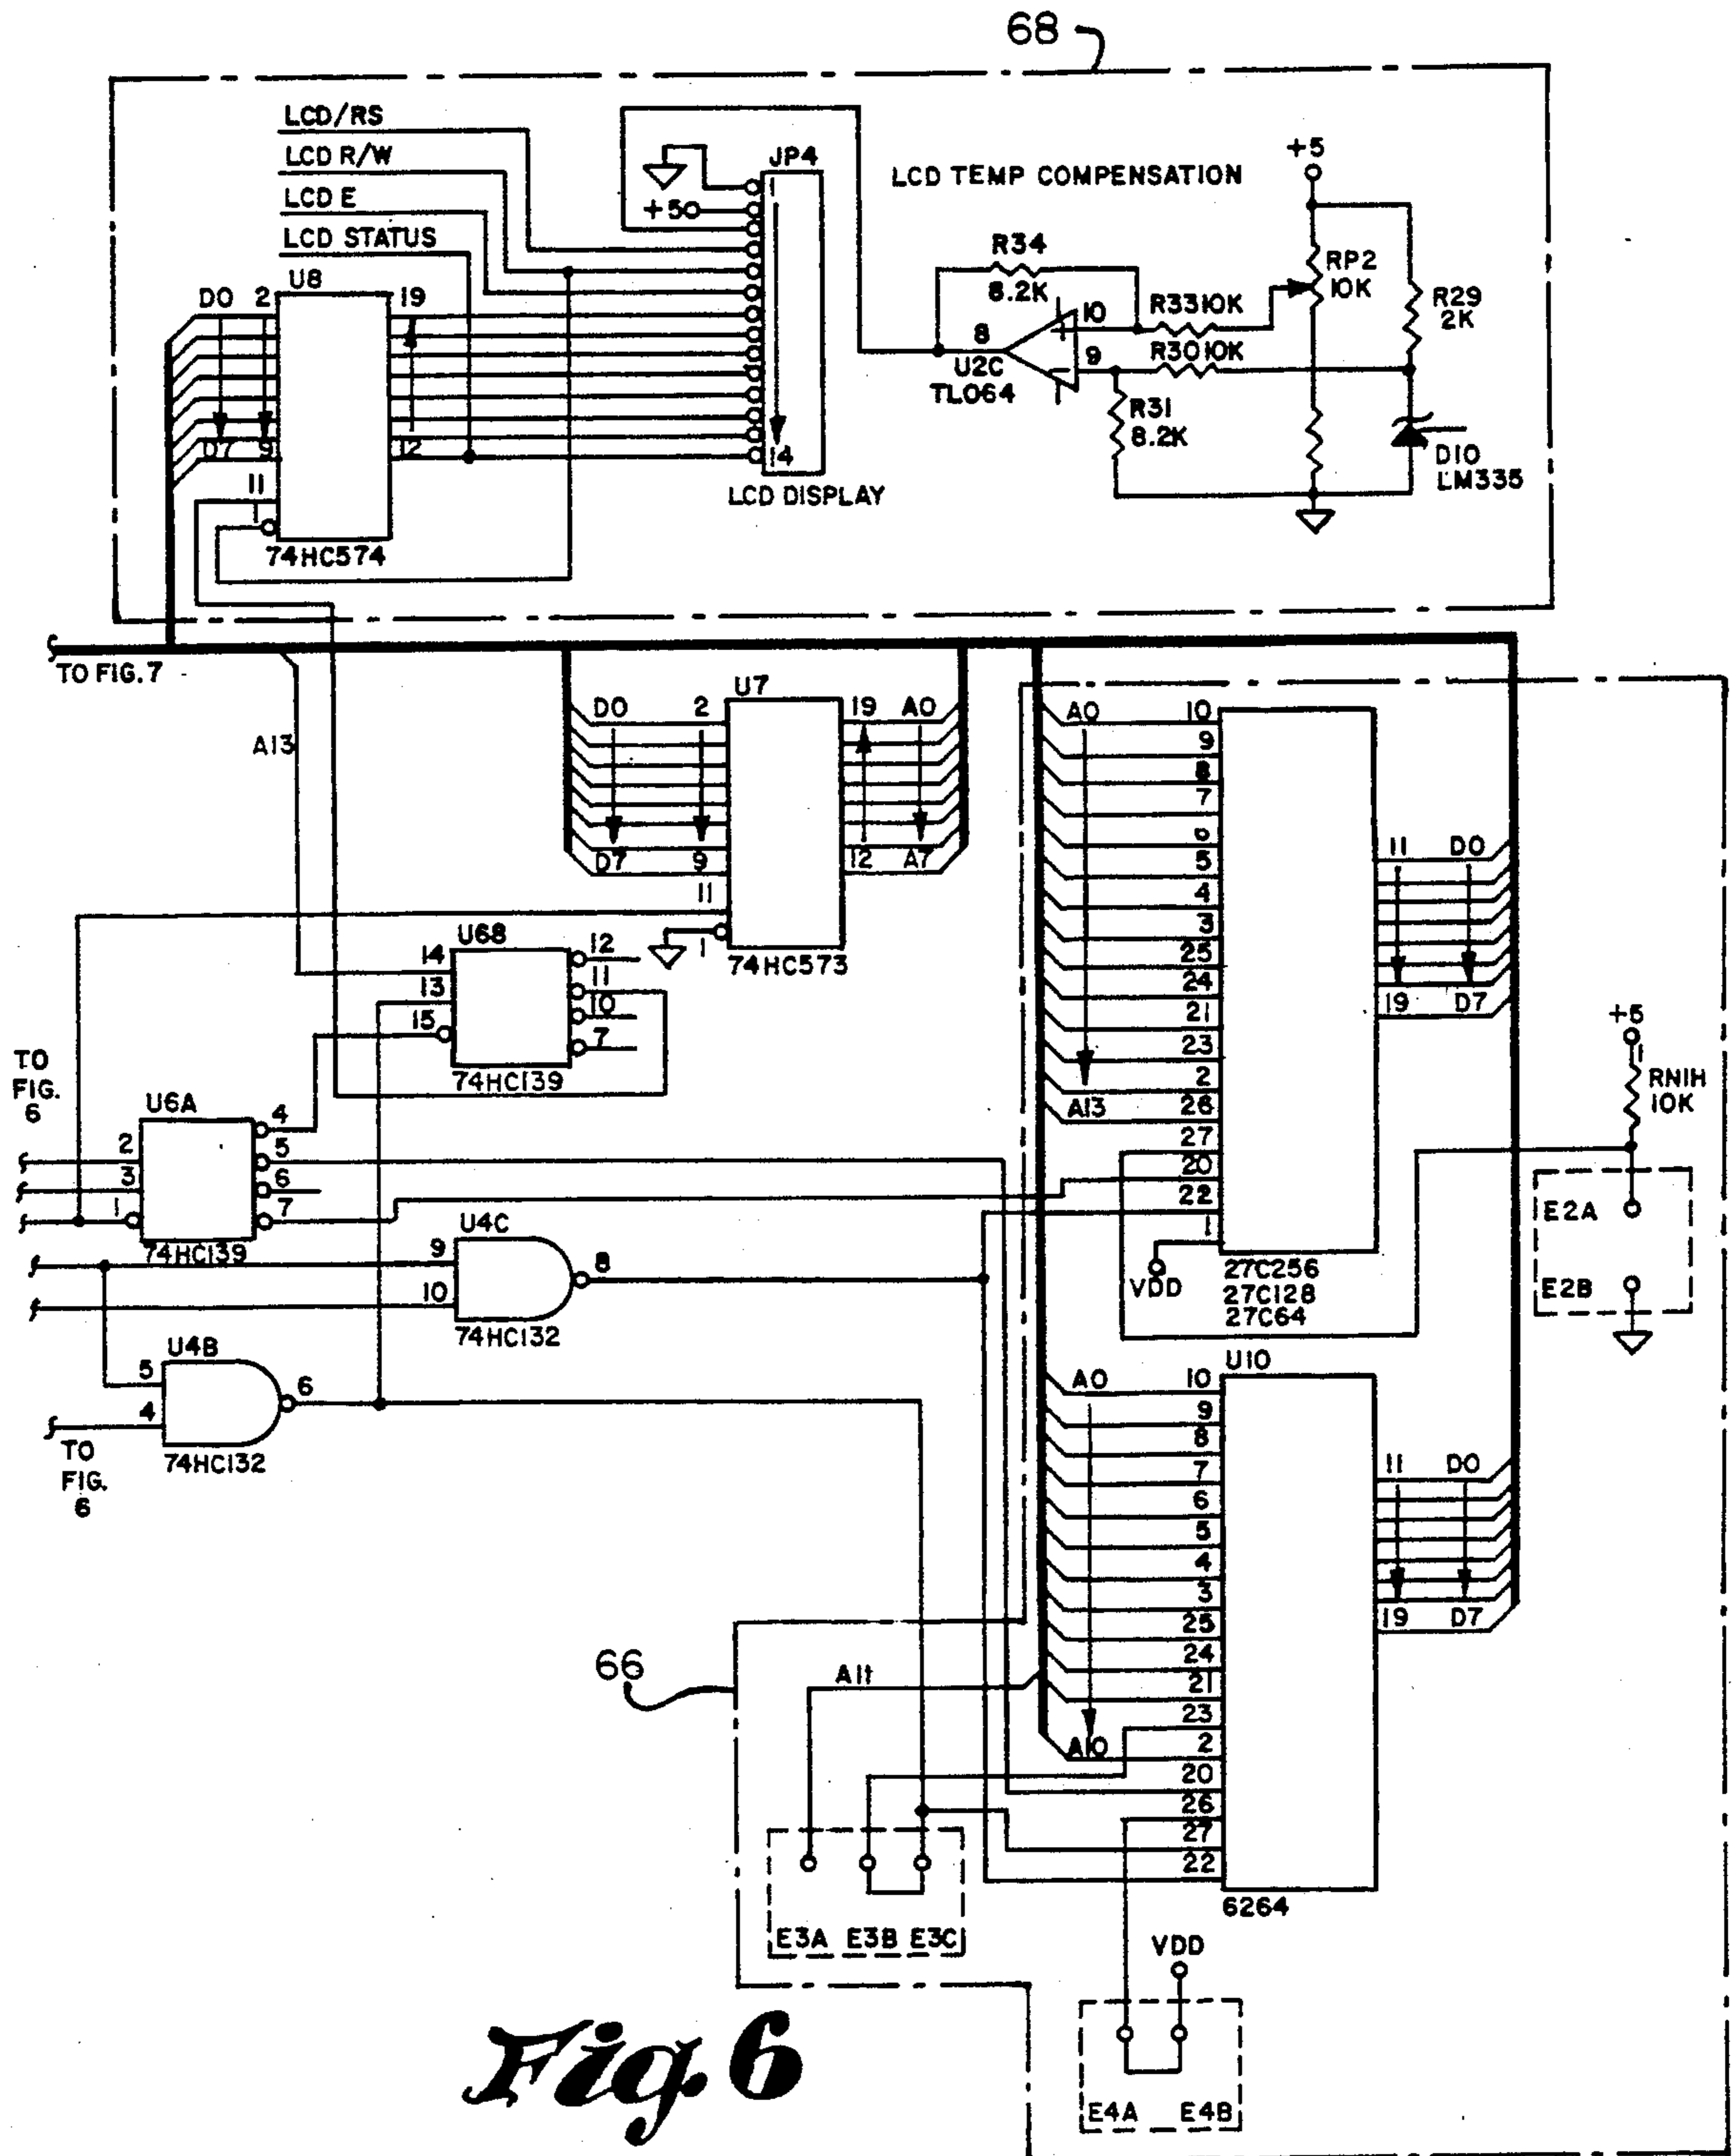 68
LCD/RS
LCD R/W
LCD E
LCD STATUS
JP4
1
+5
14
LCD DISPLAY
LCD TEMP COMPENSATION
+5
U8
D0 2 19
D7 9 12
11
1
74HC574
R34
8.2K
8
10
9
U2C
TL064
R33 10K
R30 10K
R31
8.2K
RP2
10K
R29
2K
D10
LM335
TO FIG. 7
A13
U7
D0 2 19 A0
D7 9 12 A7
11
1
74HC573
U68
14
13
15
12
11
10
7
74HC139
TO
FIG.
6
U6A
2
3
1
4
5
6
7
74HC139
U4C
9
10
8
74HC132
U4B
5
4
6
74HC132
TO
FIG.
6
A0 10
9
8
7
6
5
4
3
25
24
21
23
2
A13 26
27
20
22
1
VDD
11 D0
19 D7
27C256
27C128
27C64
+5
1
RN1H
10K
E2A
E2B
U10
A0 10
9
8
7
6
5
4
3
25
24
21
23
A10 2
20
26
27
22
11 D0
19 D7
6264
66
A11
E3A E3B E3C
VDD
E4A E4B
Fig. 6